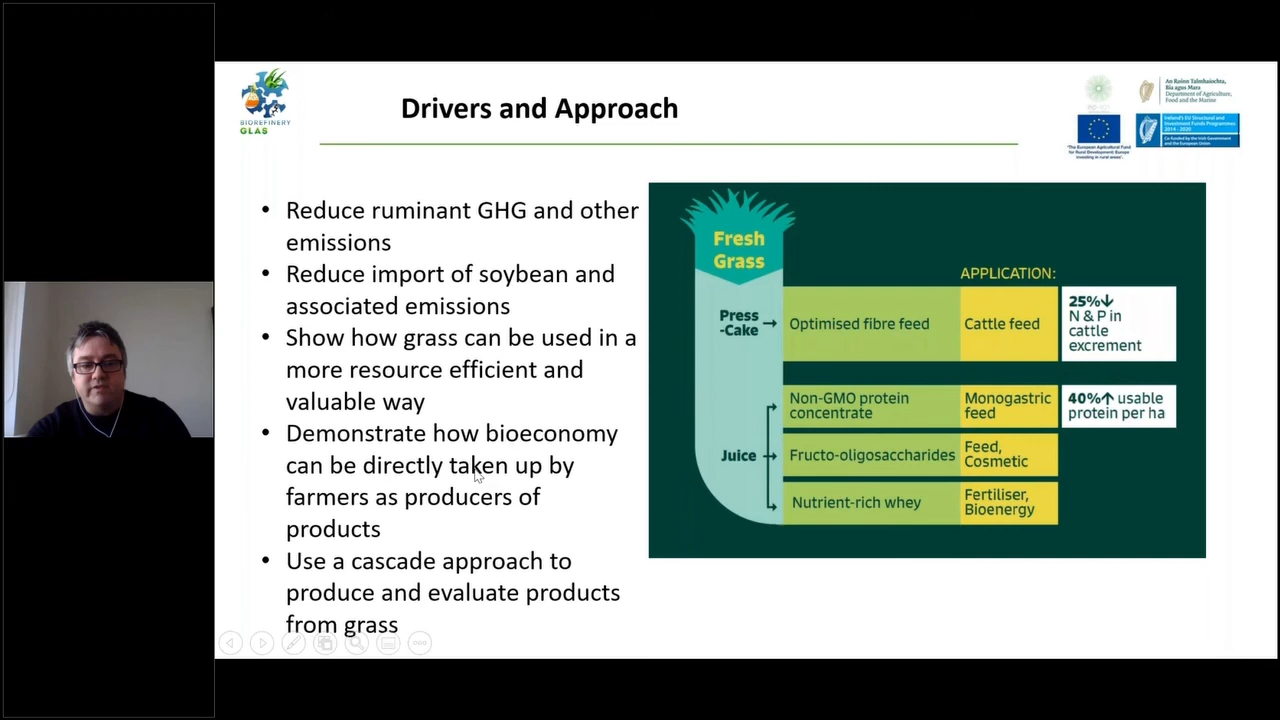 BIOREFINERY
GLAS
Drivers and Approach
An Roinn Talmhaíochta,
Bia agus Mara
Department of Agriculture,
Food and the Marine
Ireland's EU Structural and
Investment Funds Programmes
2014 - 2020
Co-funded by the Irish Government
and the European Union
'The European Agricultural Fund
for Rural Development: Europe
investing in rural areas'.
• Reduce ruminant GHG and other
emissions
• Reduce import of soybean and
associated emissions
• Show how grass can be used in a
more resource efficient and
valuable way
• Demonstrate how bioeconomy
can be directly taken up by
farmers as producers of
products
• Use a cascade approach to
produce and evaluate products
from grass
Fresh
Grass
APPLICATION:
Press
-Cake
Optimised fibre feed
Cattle feed
25%↓
N & P in
cattle
excrement
Juice
Non-GMO protein
concentrate
Monogastric
feed
40%↑ usable
protein per ha
Fructo-oligosaccharides
Feed,
Cosmetic
Nutrient-rich whey
Fertiliser,
Bioenergy